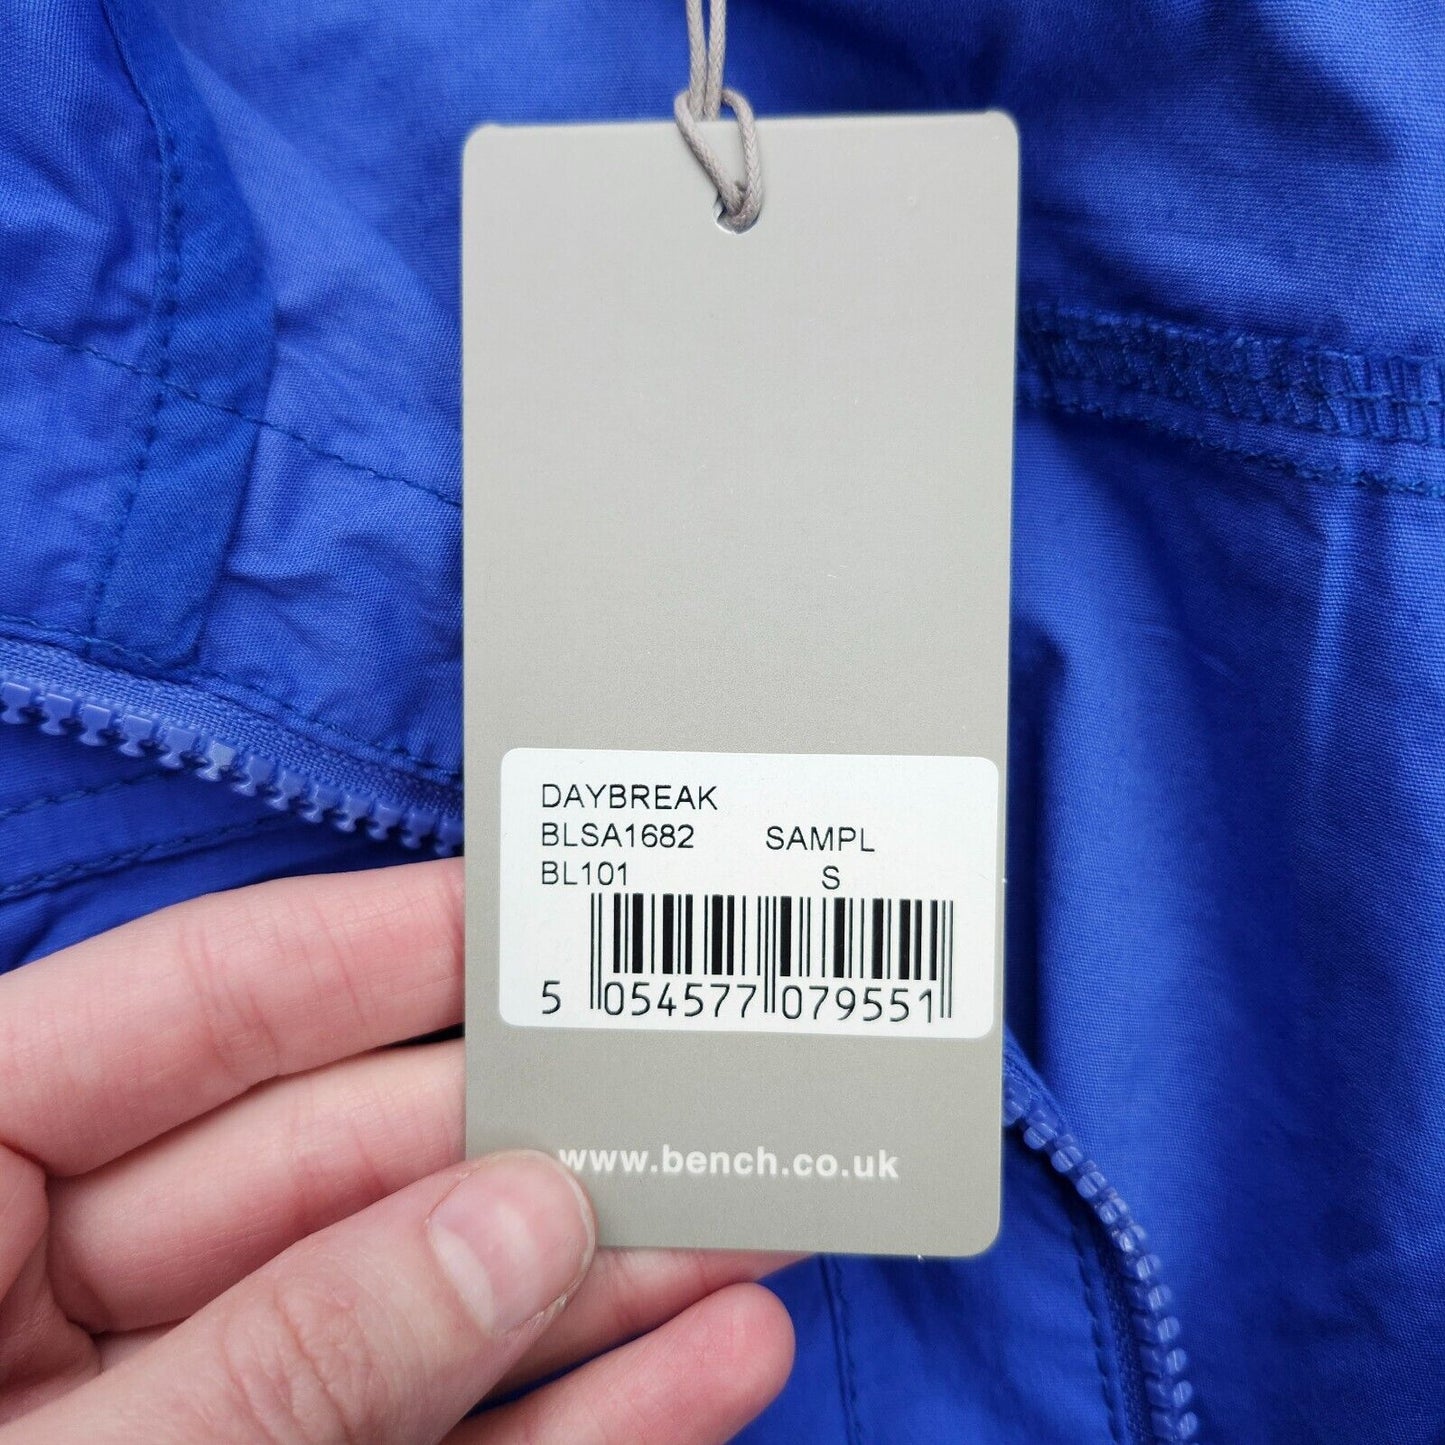 DAYBREAK
BLSA1682 SAMPL
BL101 S
5 054577 079551
www.bench.co.uk